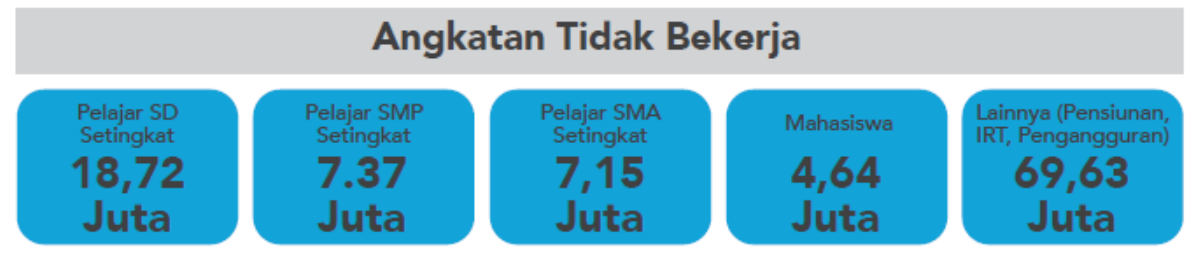 Angkatan Tidak Bekerja
Pelajar SD
Setingkat
18,72
Juta
Pelajar SMP
Setingkat
7.37
Juta
Pelajar SMA
Setingkat
7,15
Juta
Mahasiswa
4,64
Juta
Lainnya (Pensiunan,
IRT, Pengangguran)
69,63
Juta